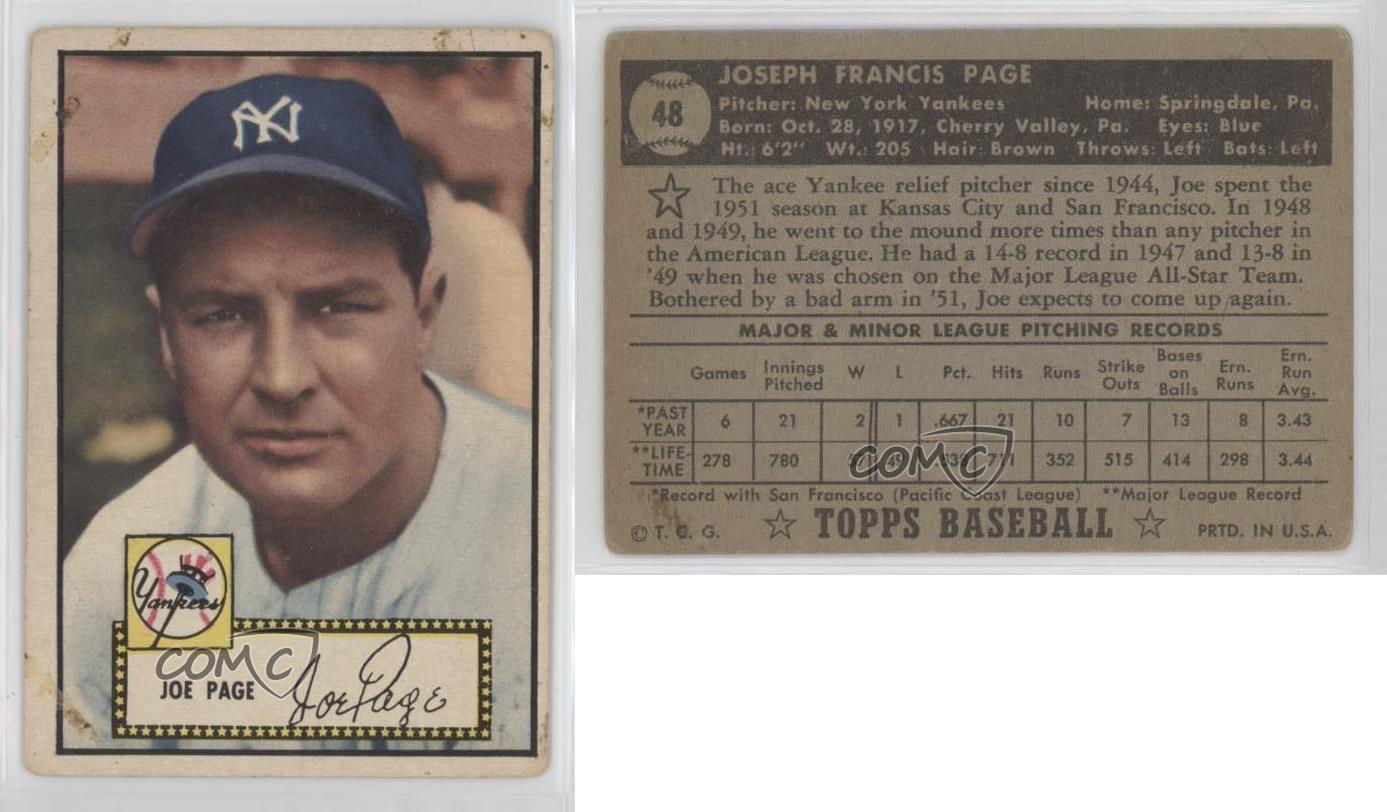 NY
Yankees
COMC
JOE PAGE
Joe Page
48
JOSEPH FRANCIS PAGE
Pitcher: New York Yankees Home: Springdale, Pa.
Born: Oct. 28, 1917, Cherry Valley, Pa. Eyes: Blue
Ht.: 6'2" Wt.: 205 Hair: Brown Throws: Left Bats: Left
The ace Yankee relief pitcher since 1944, Joe spent the
1951 season at Kansas City and San Francisco. In 1948
and 1949, he went to the mound more times than any pitcher in
the American League. He had a 14-8 record in 1947 and 13-8 in
'49 when he was chosen on the Major League All-Star Team.
Bothered by a bad arm in '51, Joe expects to come up again.
MAJOR & MINOR LEAGUE PITCHING RECORDS
Games Innings Pitched W L Pct. Hits Runs Strike Outs Bases on Balls Ern. Runs Ern. Run Avg.
*PAST YEAR 6 21 2 1 .667 21 10 7 13 8 3.43
**LIFE-TIME 278 780 352 515 414 298 3.44
COMC
*Record with San Francisco (Pacific Coast League) **Major League Record
© T. C. G. TOPPS BASEBALL PRTD. IN U.S.A.